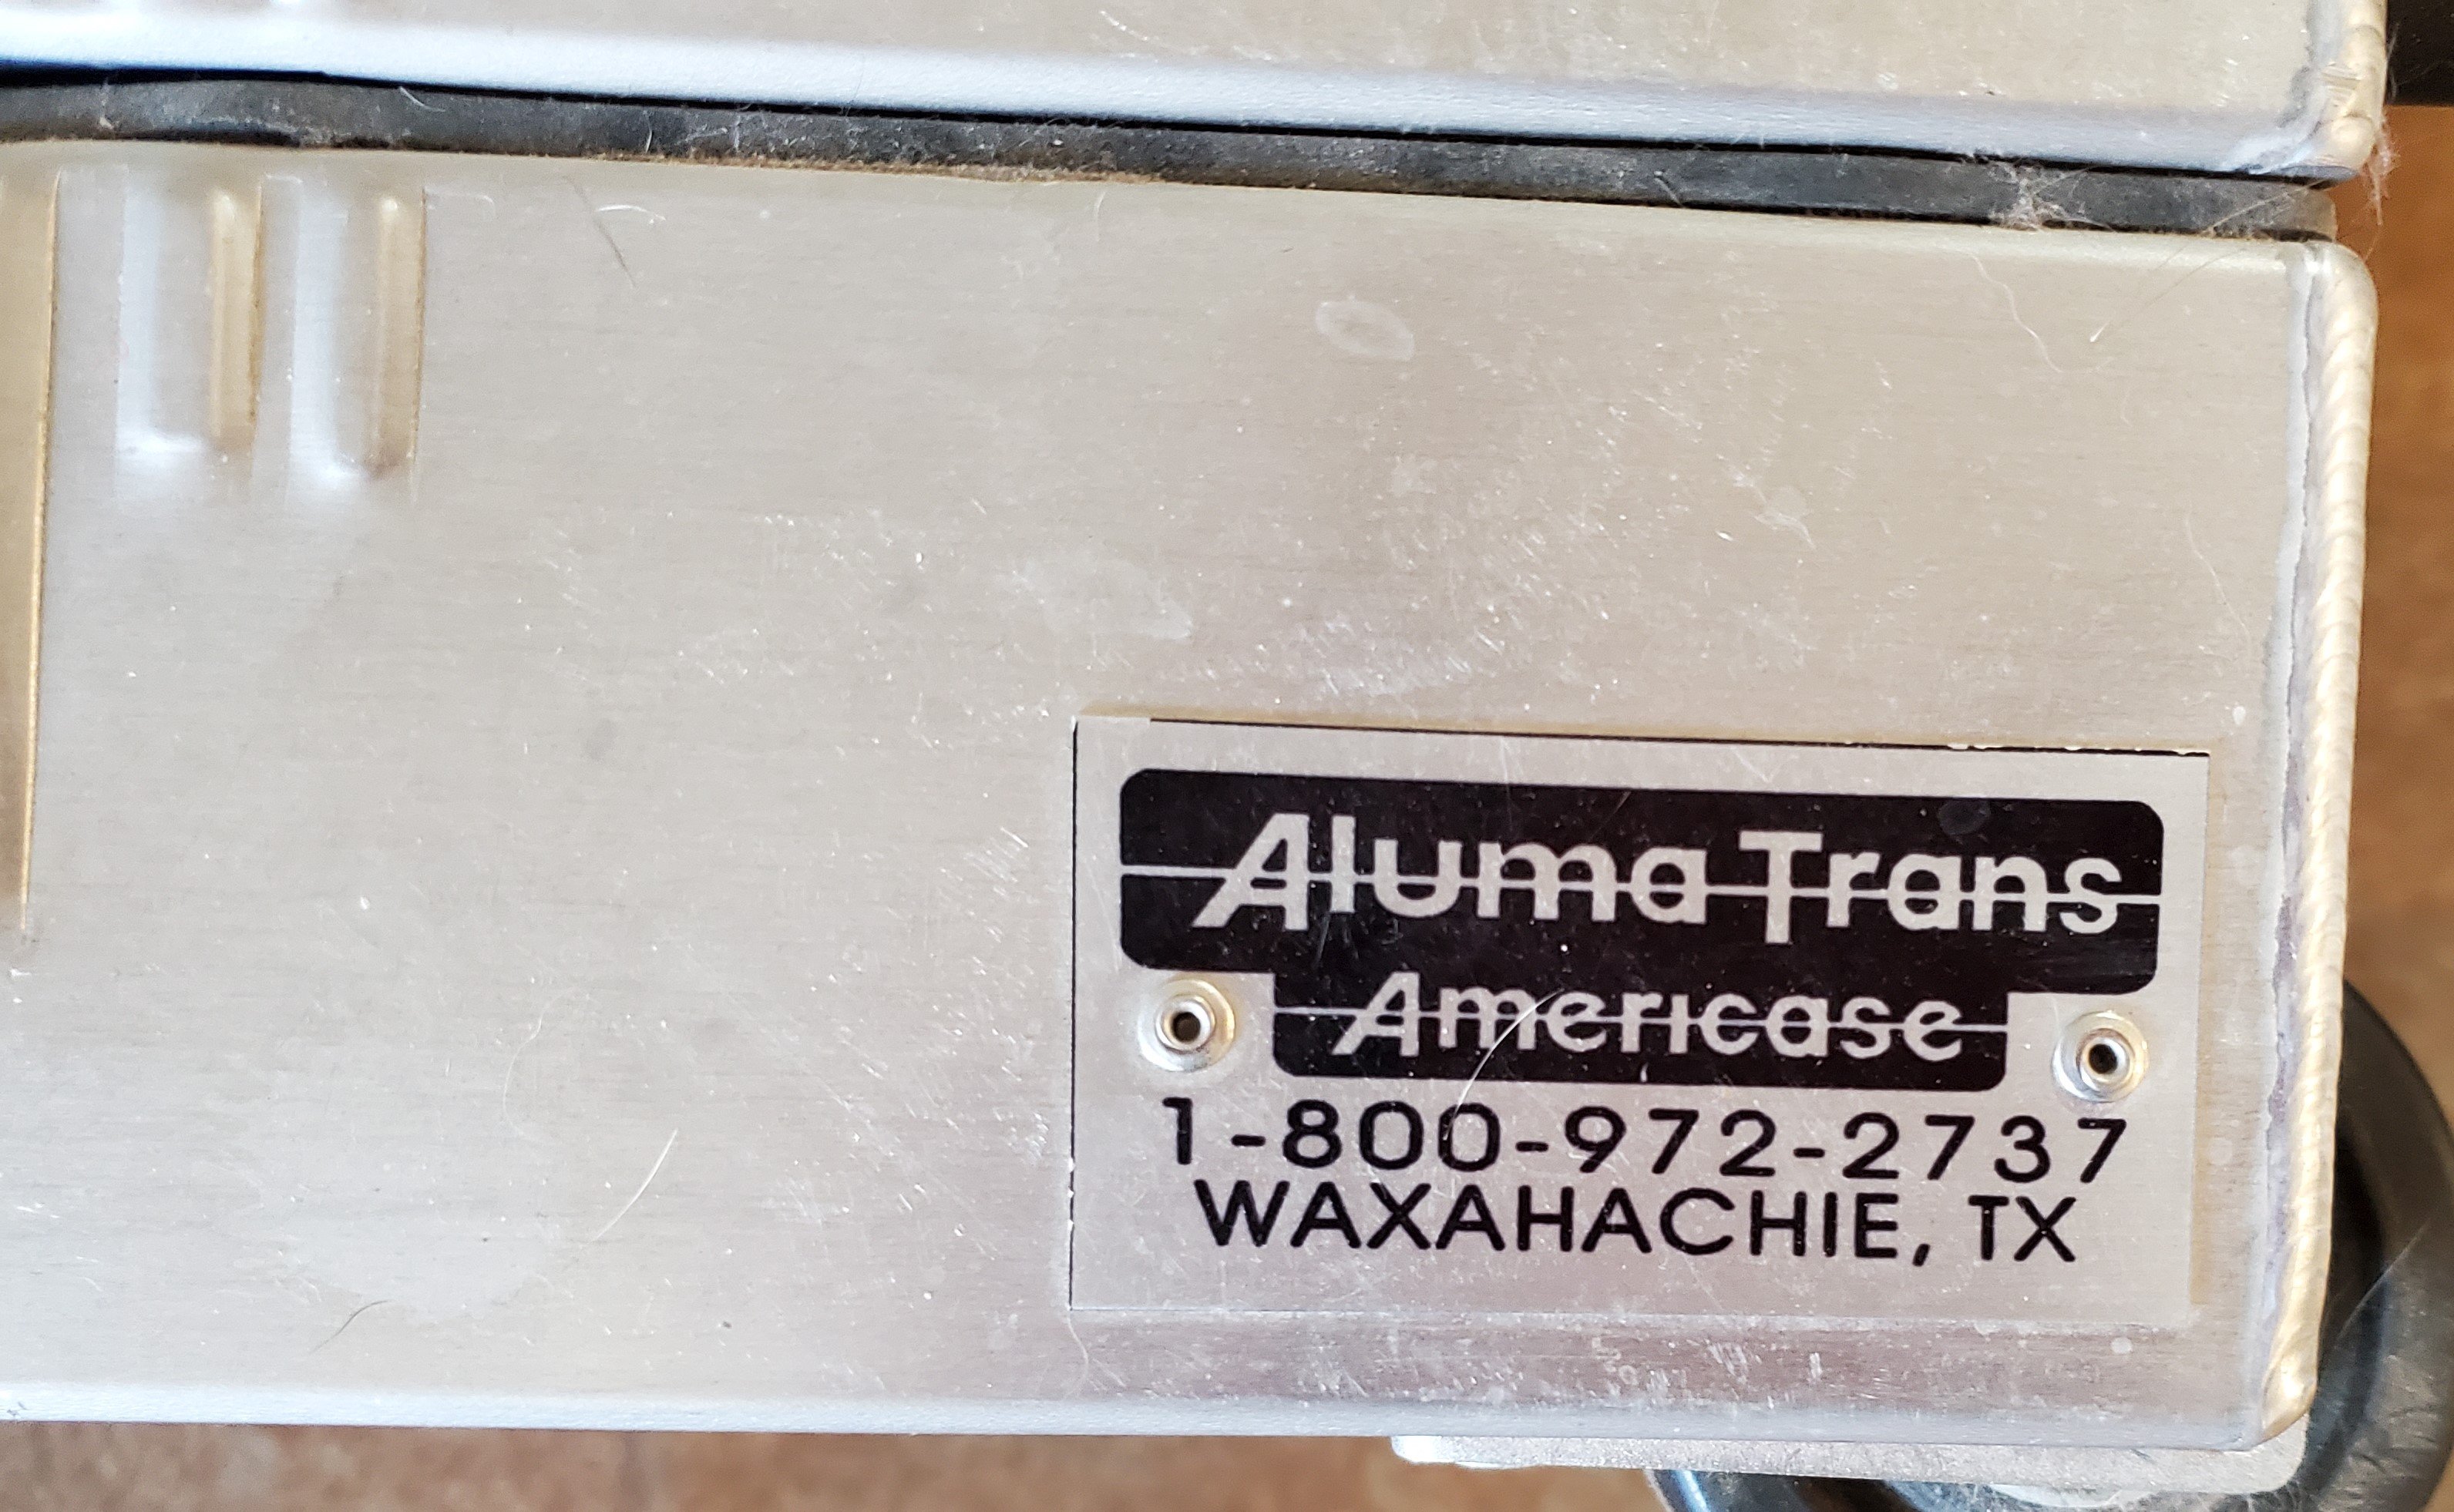 Aluma Trans
Americase
1-800-972-2737
WAXAHACHIE, TX